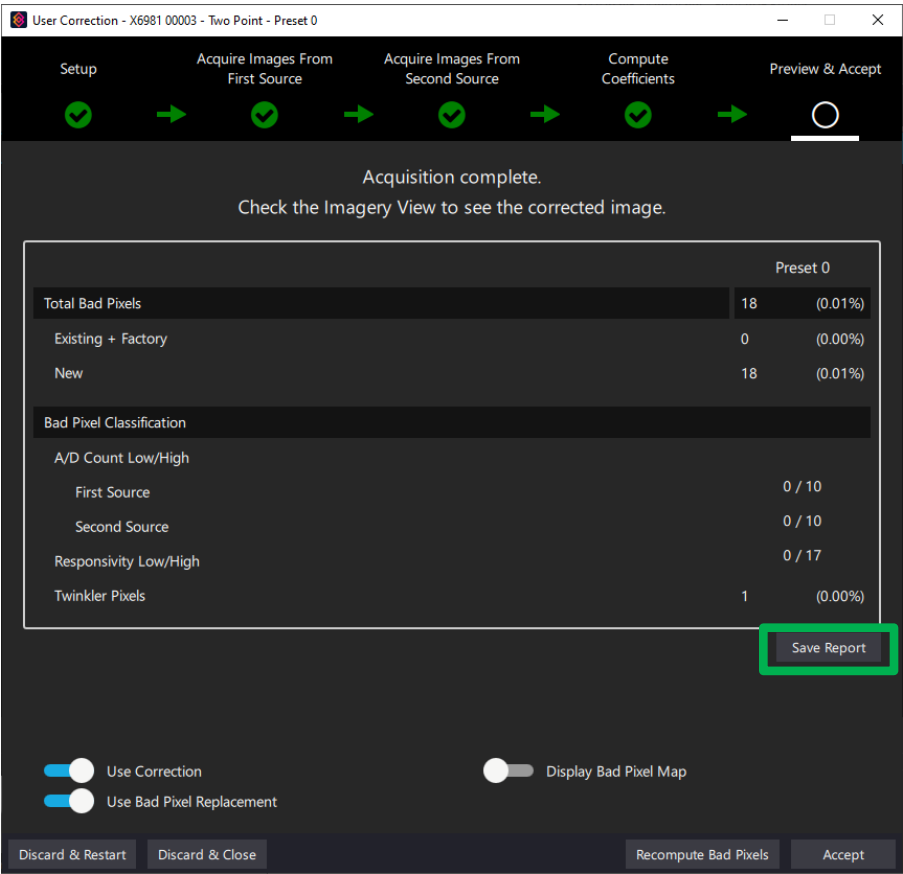 User Correction - X6981 00003 - Two Point - Preset 0
Setup
Acquire Images From
First Source
Acquire Images From
Second Source
Compute
Coefficients
Preview & Accept
Acquisition complete.
Check the Imagery View to see the corrected image.
Preset 0
Total Bad Pixels 18 (0.01%)
Existing + Factory 0 (0.00%)
New 18 (0.01%)
Bad Pixel Classification
A/D Count Low/High
First Source 0 / 10
Second Source 0 / 10
Responsivity Low/High 0 / 17
Twinkler Pixels 1 (0.00%)
Save Report
Use Correction Display Bad Pixel Map
Use Bad Pixel Replacement
Discard & Restart Discard & Close Recompute Bad Pixels Accept